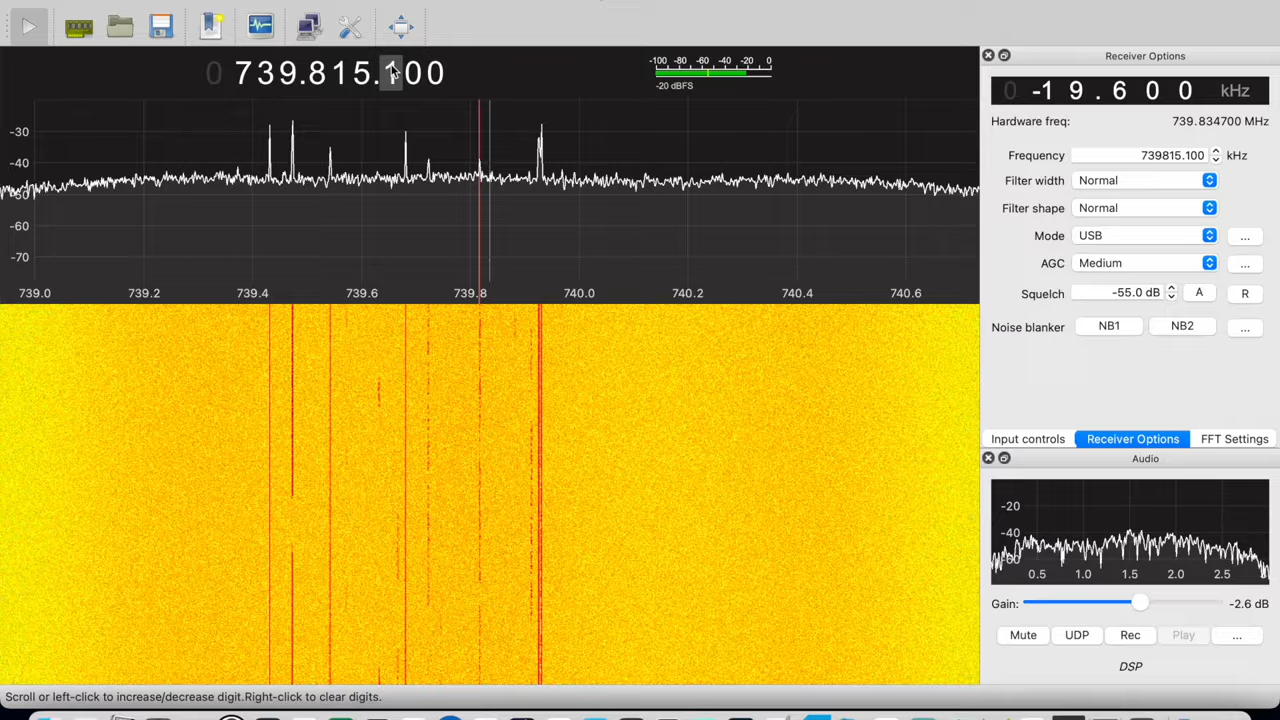 0 739.815.100
-100 -80 -60 -40 -20 0
-20 dBFS
-30
-40
-50
-60
-70
739.0 739.2 739.4 739.6 739.8 740.0 740.2 740.4 740.6
Receiver Options
0 -19.600 kHz
Hardware freq: 739.834700 MHz
Frequency 739815.100 kHz
Filter width Normal
Filter shape Normal
Mode USB ...
AGC Medium ...
Squelch -55.0 dB A R
Noise blanker NB1 NB2 ...
Input controls Receiver Options FFT Settings
Audio
-20
-40
-60
0.5 1.0 1.5 2.0 2.5
Gain: -2.6 dB
Mute UDP Rec Play ...
DSP
Scroll or left-click to increase/decrease digit.Right-click to clear digits.